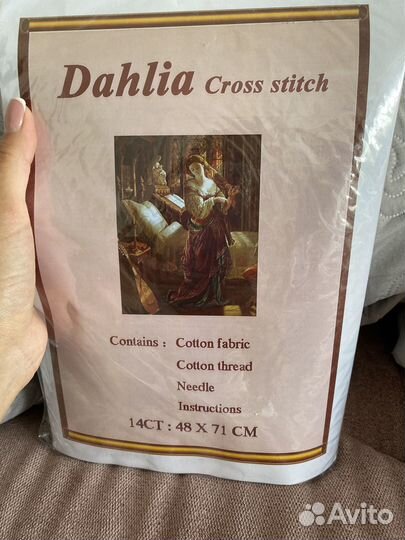 Dahlia Cross stitch
Contains : Cotton fabric
Cotton thread
Needle
Instructions
14CT : 48 X 71 CM
Avito